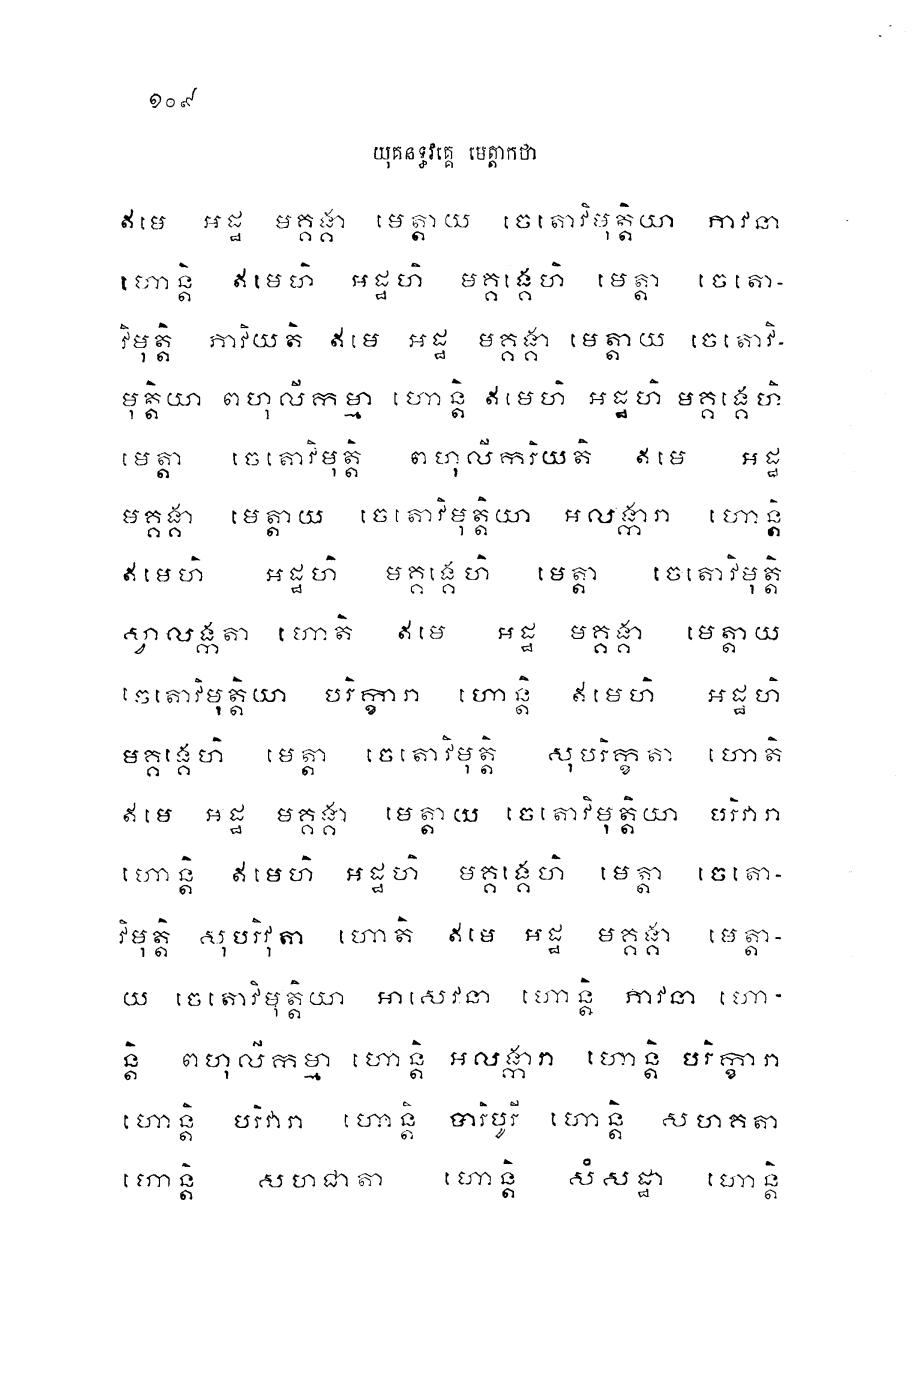 ១០៩
យុគនទ្ធវគ្គេ មេត្តាកថា
ឥមេ អដ្ឋ មគ្គង្គា មេត្តាយ ចេតោវិមុត្តិយា ភាវនា
ហោន្តិ ឥមេហិ អដ្ឋហិ មគ្គង្គេហិ មេត្តា ចេតោ-
វិមុត្តិ ភាវិយតិ ឥមេ អដ្ឋ មគ្គង្គា មេត្តាយ ចេតោវិ-
មុត្តិយា ពហុលីកម្មា ហោន្តិ ឥមេហិ អដ្ឋហិ មគ្គង្គេហិ
មេត្តា ចេតោវិមុត្តិ ពហុលីករិយតិ ឥមេ អដ្ឋ
មគ្គង្គា មេត្តាយ ចេតោវិមុត្តិយា អលង្ការា ហោន្តិ
ឥមេហិ អដ្ឋហិ មគ្គង្គេហិ មេត្តា ចេតោវិមុត្តិ
ស្វាលង្កតា ហោតិ ឥមេ អដ្ឋ មគ្គង្គា មេត្តាយ
ចេតោវិមុត្តិយា បរិក្ខារា ហោន្តិ ឥមេហិ អដ្ឋហិ
មគ្គង្គេហិ មេត្តា ចេតោវិមុត្តិ សុបរិក្ខតា ហោតិ
ឥមេ អដ្ឋ មគ្គង្គា មេត្តាយ ចេតោវិមុត្តិយា បរិវារា
ហោន្តិ ឥមេហិ អដ្ឋហិ មគ្គង្គេហិ មេត្តា ចេតោ-
វិមុត្តិ សុបរិវុតា ហោតិ ឥមេ អដ្ឋ មគ្គង្គា មេត្តា-
យ ចេតោវិមុត្តិយា អាសេវនា ហោន្តិ ភាវនា ហោ-
ន្តិ ពហុលីកម្មា ហោន្តិ អលង្ការា ហោន្តិ បរិក្ខារា
ហោន្តិ បរិវារា ហោន្តិ បារិបូរី ហោន្តិ សហគតា
ហោន្តិ សហជាតា ហោន្តិ សំសដ្ឋា ហោន្តិ